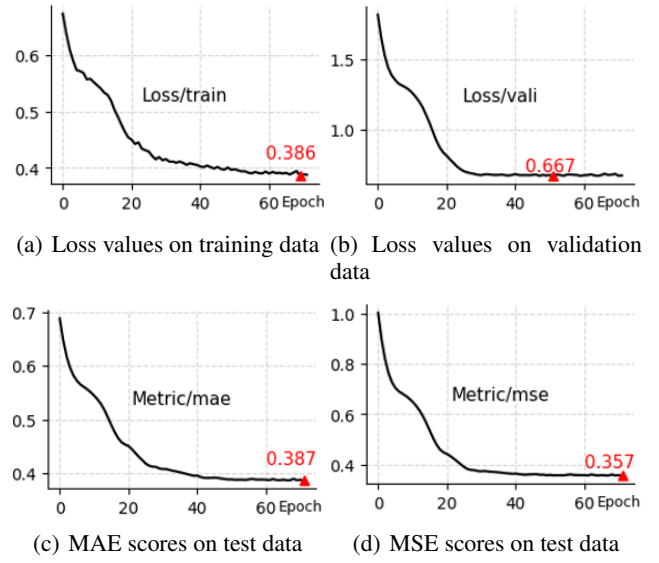 0.6
0.5
0.4
Loss/train
0.386
0 20 40 60 Epoch
1.5
1.0
Loss/vali
0.667
0 20 40 60 Epoch
(a) Loss values on training data
(b) Loss values on validation
data
0.7
0.6
0.5
0.4
Metric/mae
0.387
0 20 40 60 Epoch
1.0
0.8
0.6
0.4
Metric/mse
0.357
0 20 40 60 Epoch
(c) MAE scores on test data
(d) MSE scores on test data